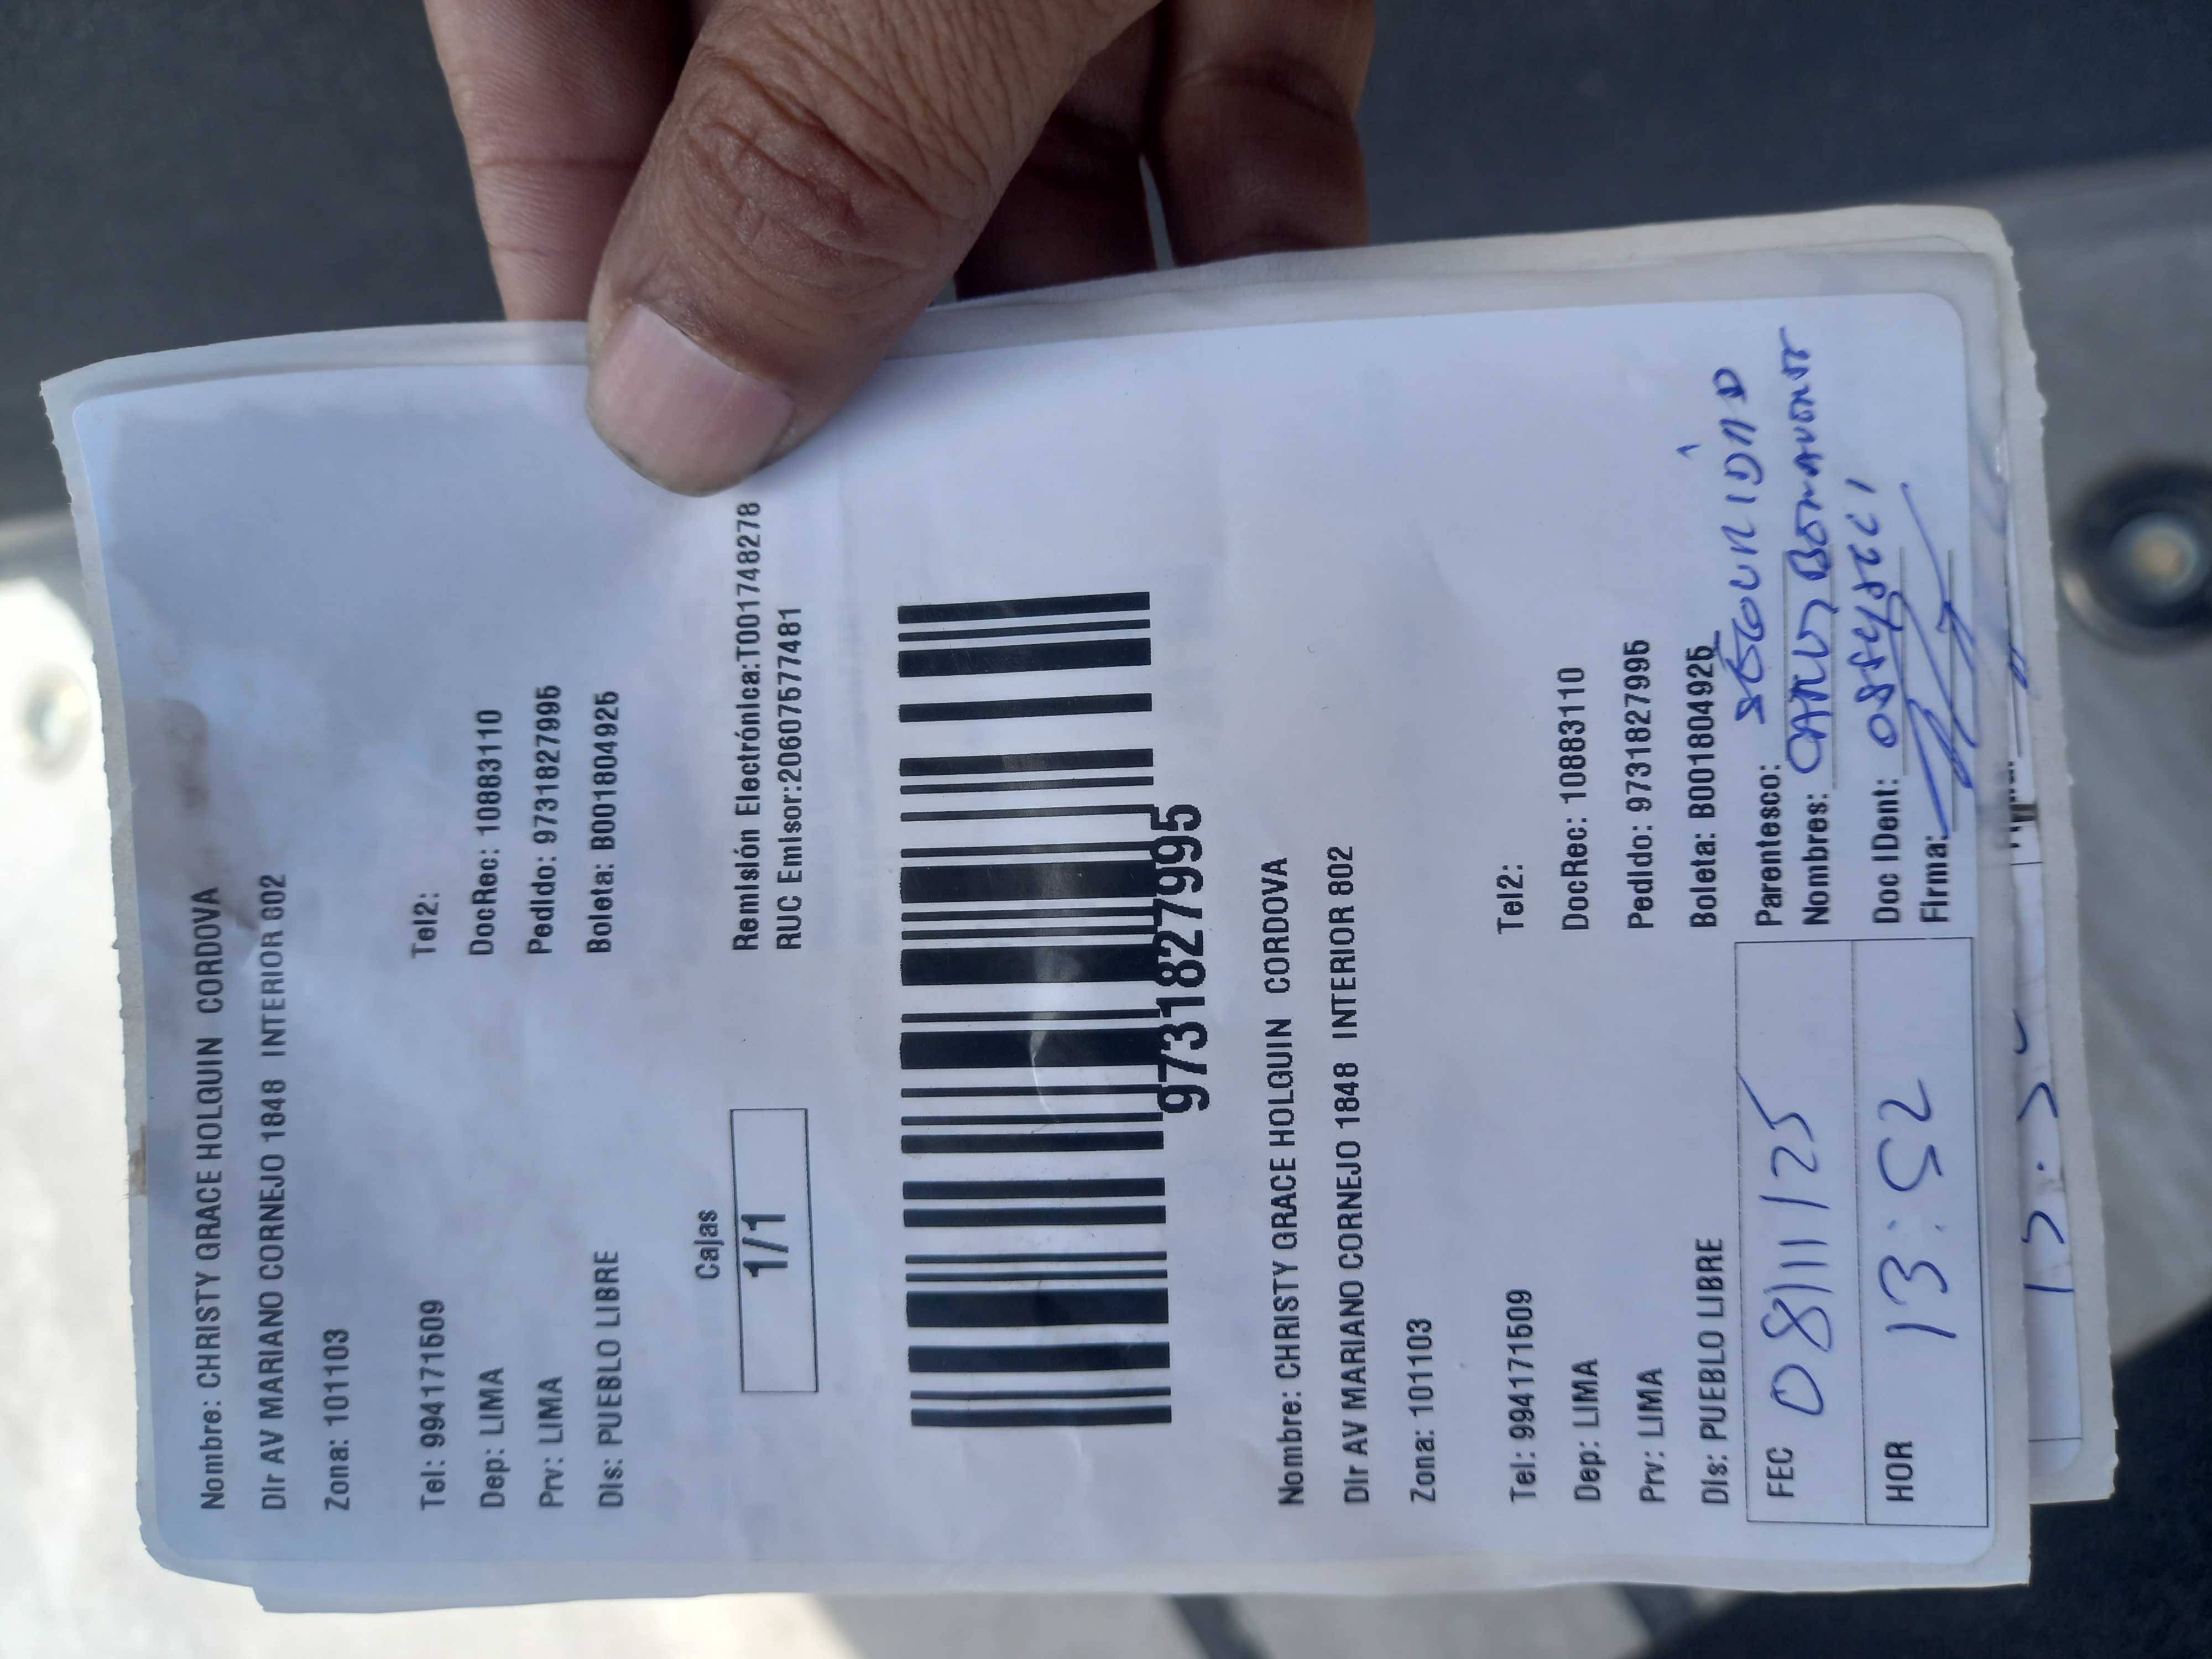 Nombre: CHRISTY GRACE HOLGUIN CORDOVA
Dir AV MARIANO CORNEJO 1848 INTERIOR 802
Zona: 101103
Tel: 994171509 Tel2:
Dep: LIMA DocRec: 10883110
Prv: LIMA Pedido: 9731827995
Dis: PUEBLO LIBRE Boleta: B001804925
Cajas
1/1
Remisión Electrónica:T001748278
RUC Emisor:20607577481
9731827995
Nombre: CHRISTY GRACE HOLGUIN CORDOVA
Dir AV MARIANO CORNEJO 1848 INTERIOR 802
Zona: 101103
Tel: 994171509 Tel2:
Dep: LIMA DocRec: 10883110
Prv: LIMA Pedido: 9731827995
Dis: PUEBLO LIBRE Boleta: B001804925
FEC 08/11/25
HOR 13:52
Parentesco: SEGURIDAD
Nombres: CARLOS
Doc IDent:
Firma: